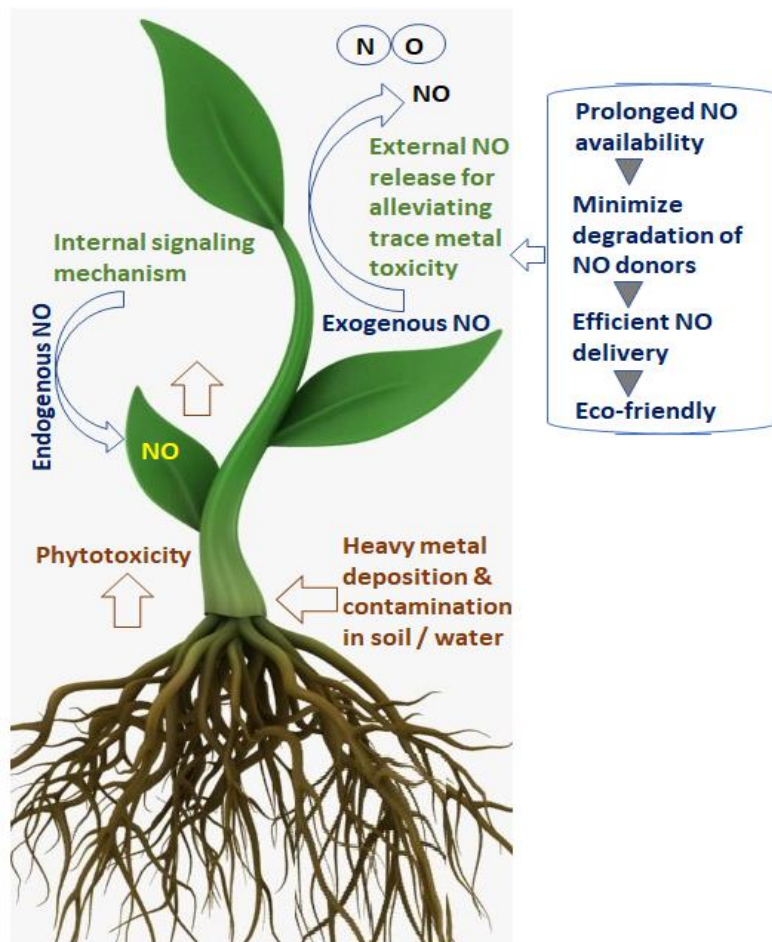 N O
NO
External NO
release for
alleviating
trace metal
toxicity
Exogenous NO
Internal signaling
mechanism
Endogenous NO
NO
Phytotoxicity
Heavy metal
deposition &
contamination
in soil / water
Prolonged NO
availability
Minimize
degradation of
NO donors
Efficient NO
delivery
Eco-friendly